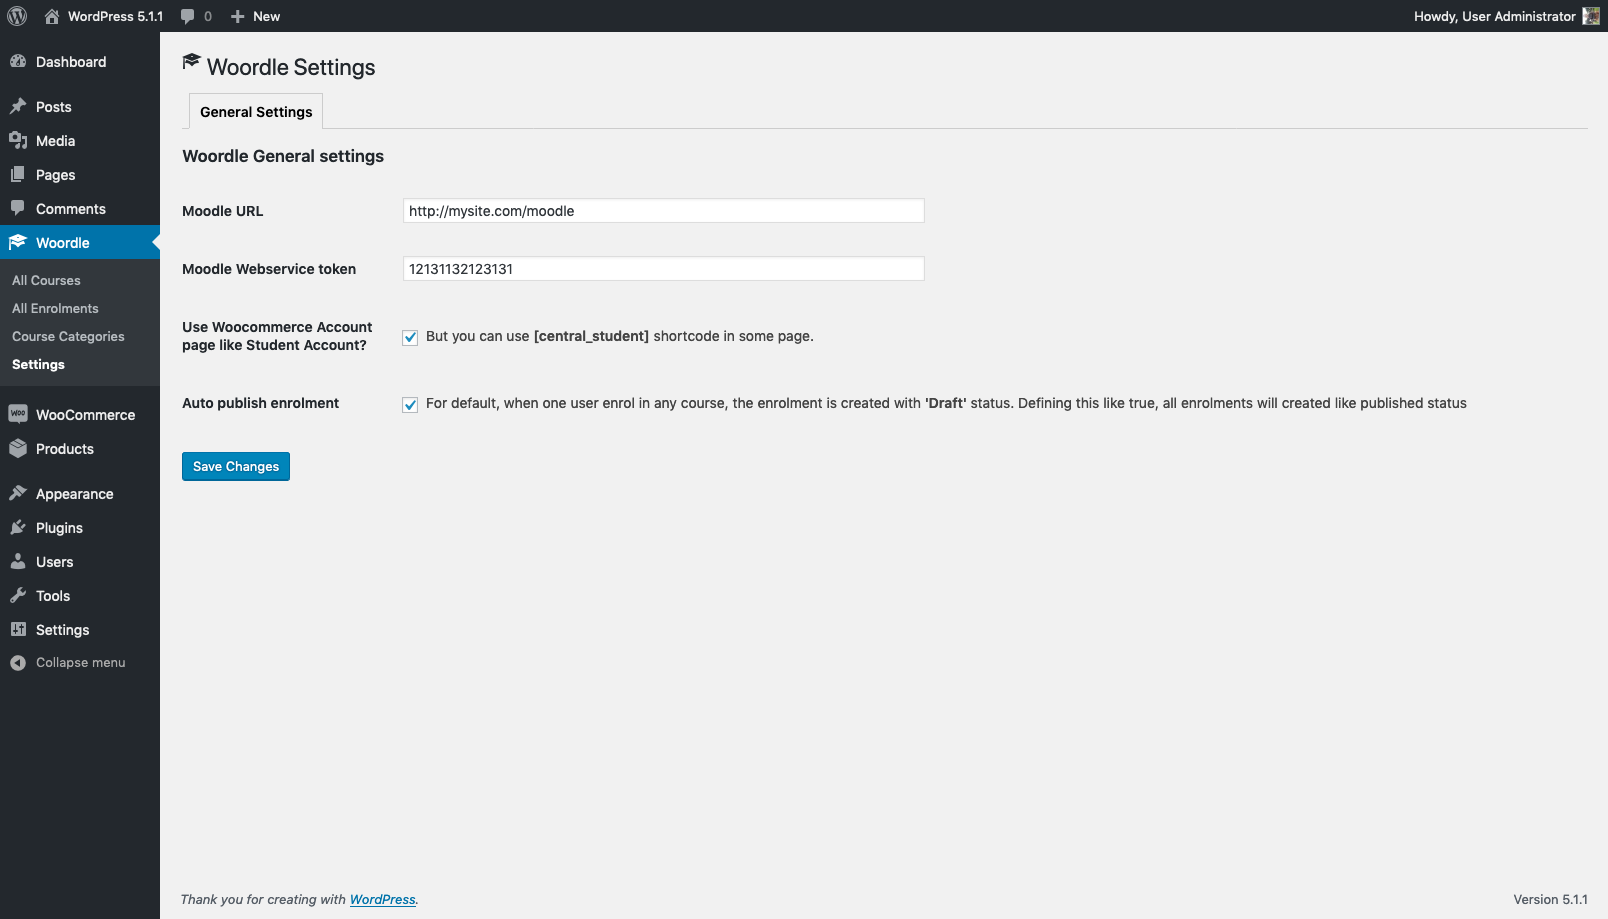 WordPress 5.1.1
0
New
Howdy, User Administrator
Dashboard
Posts
Media
Pages
Comments
Woordle
All Courses
All Enrolments
Course Categories
Settings
WOO
WooCommerce
Products
Appearance
Plugins
Users
Tools
Settings
Collapse menu
Woordle Settings
General Settings
Woordle General settings
Moodle URL
http://mysite.com/moodle
Moodle Webservice token
12131132123131
Use Woocommerce Account
page like Student Account?
But you can use [central_student] shortcode in some page.
Auto publish enrolment
For default, when one user enrol in any course, the enrolment is created with 'Draft' status. Defining this like true, all enrolments will created like published status
Save Changes
Thank you for creating with WordPress.
Version 5.1.1